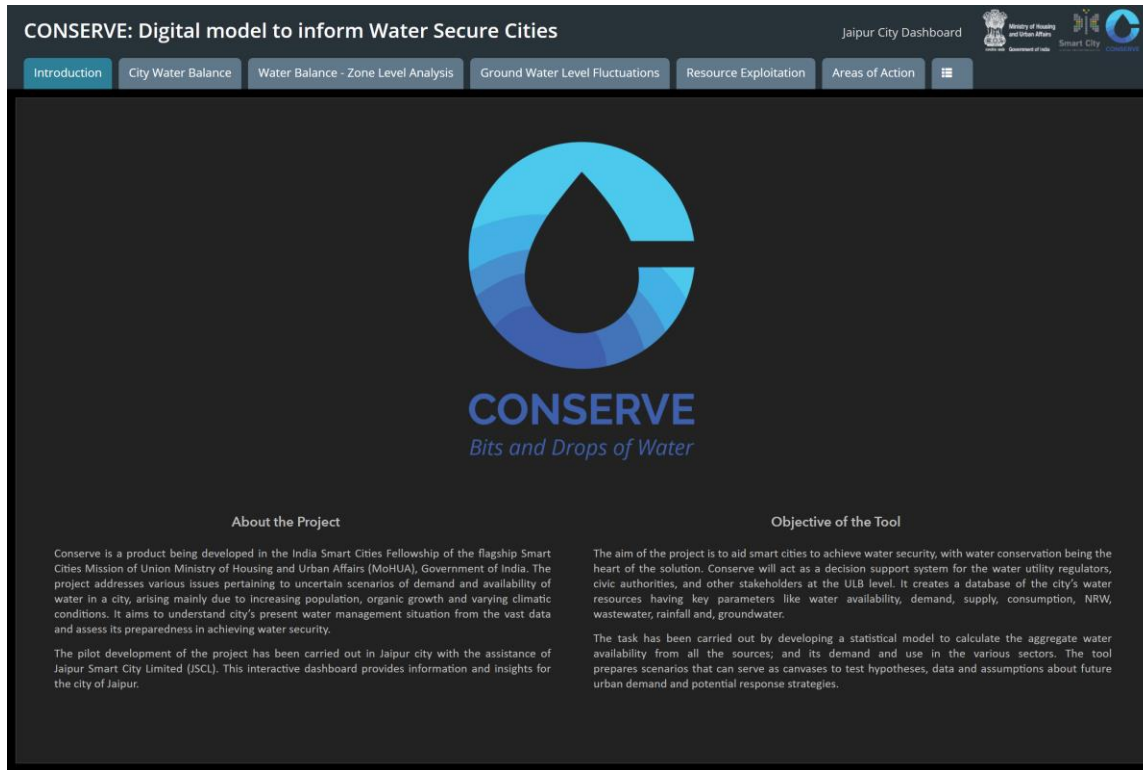 CONSERVE: Digital model to inform Water Secure Cities
Jaipur City Dashboard
Ministry of Housing
and Urban Affairs
Government of India
Smart City
CONSERVE
Introduction
City Water Balance
Water Balance - Zone Level Analysis
Ground Water Level Fluctuations
Resource Exploitation
Areas of Action
CONSERVE
Bits and Drops of Water
About the Project
Conserve is a product being developed in the India Smart Cities Fellowship of the flagship Smart
Cities Mission of Union Ministry of Housing and Urban Affairs (MoHUA), Government of India. The
project addresses various issues pertaining to uncertain scenarios of demand and availability of
water in a city, arising mainly due to increasing population, organic growth and varying climatic
conditions. It aims to understand city's present water management situation from the vast data
and assess its preparedness in achieving water security.
The pilot development of the project has been carried out in Jaipur city with the assistance of
Jaipur Smart City Limited (JSCL). This interactive dashboard provides information and insights for
the city of Jaipur.
Objective of the Tool
The aim of the project is to aid smart cities to achieve water security, with water conservation being the
heart of the solution. Conserve will act as a decision support system for the water utility regulators,
civic authorities, and other stakeholders at the ULB level. It creates a database of the city's water
resources having key parameters like water availability, demand, supply, consumption, NRW,
wastewater, rainfall and, groundwater.
The task has been carried out by developing a statistical model to calculate the aggregate water
availability from all the sources; and its demand and use in the various sectors. The tool
prepares scenarios that can serve as canvases to test hypotheses, data and assumptions about future
urban demand and potential response strategies.